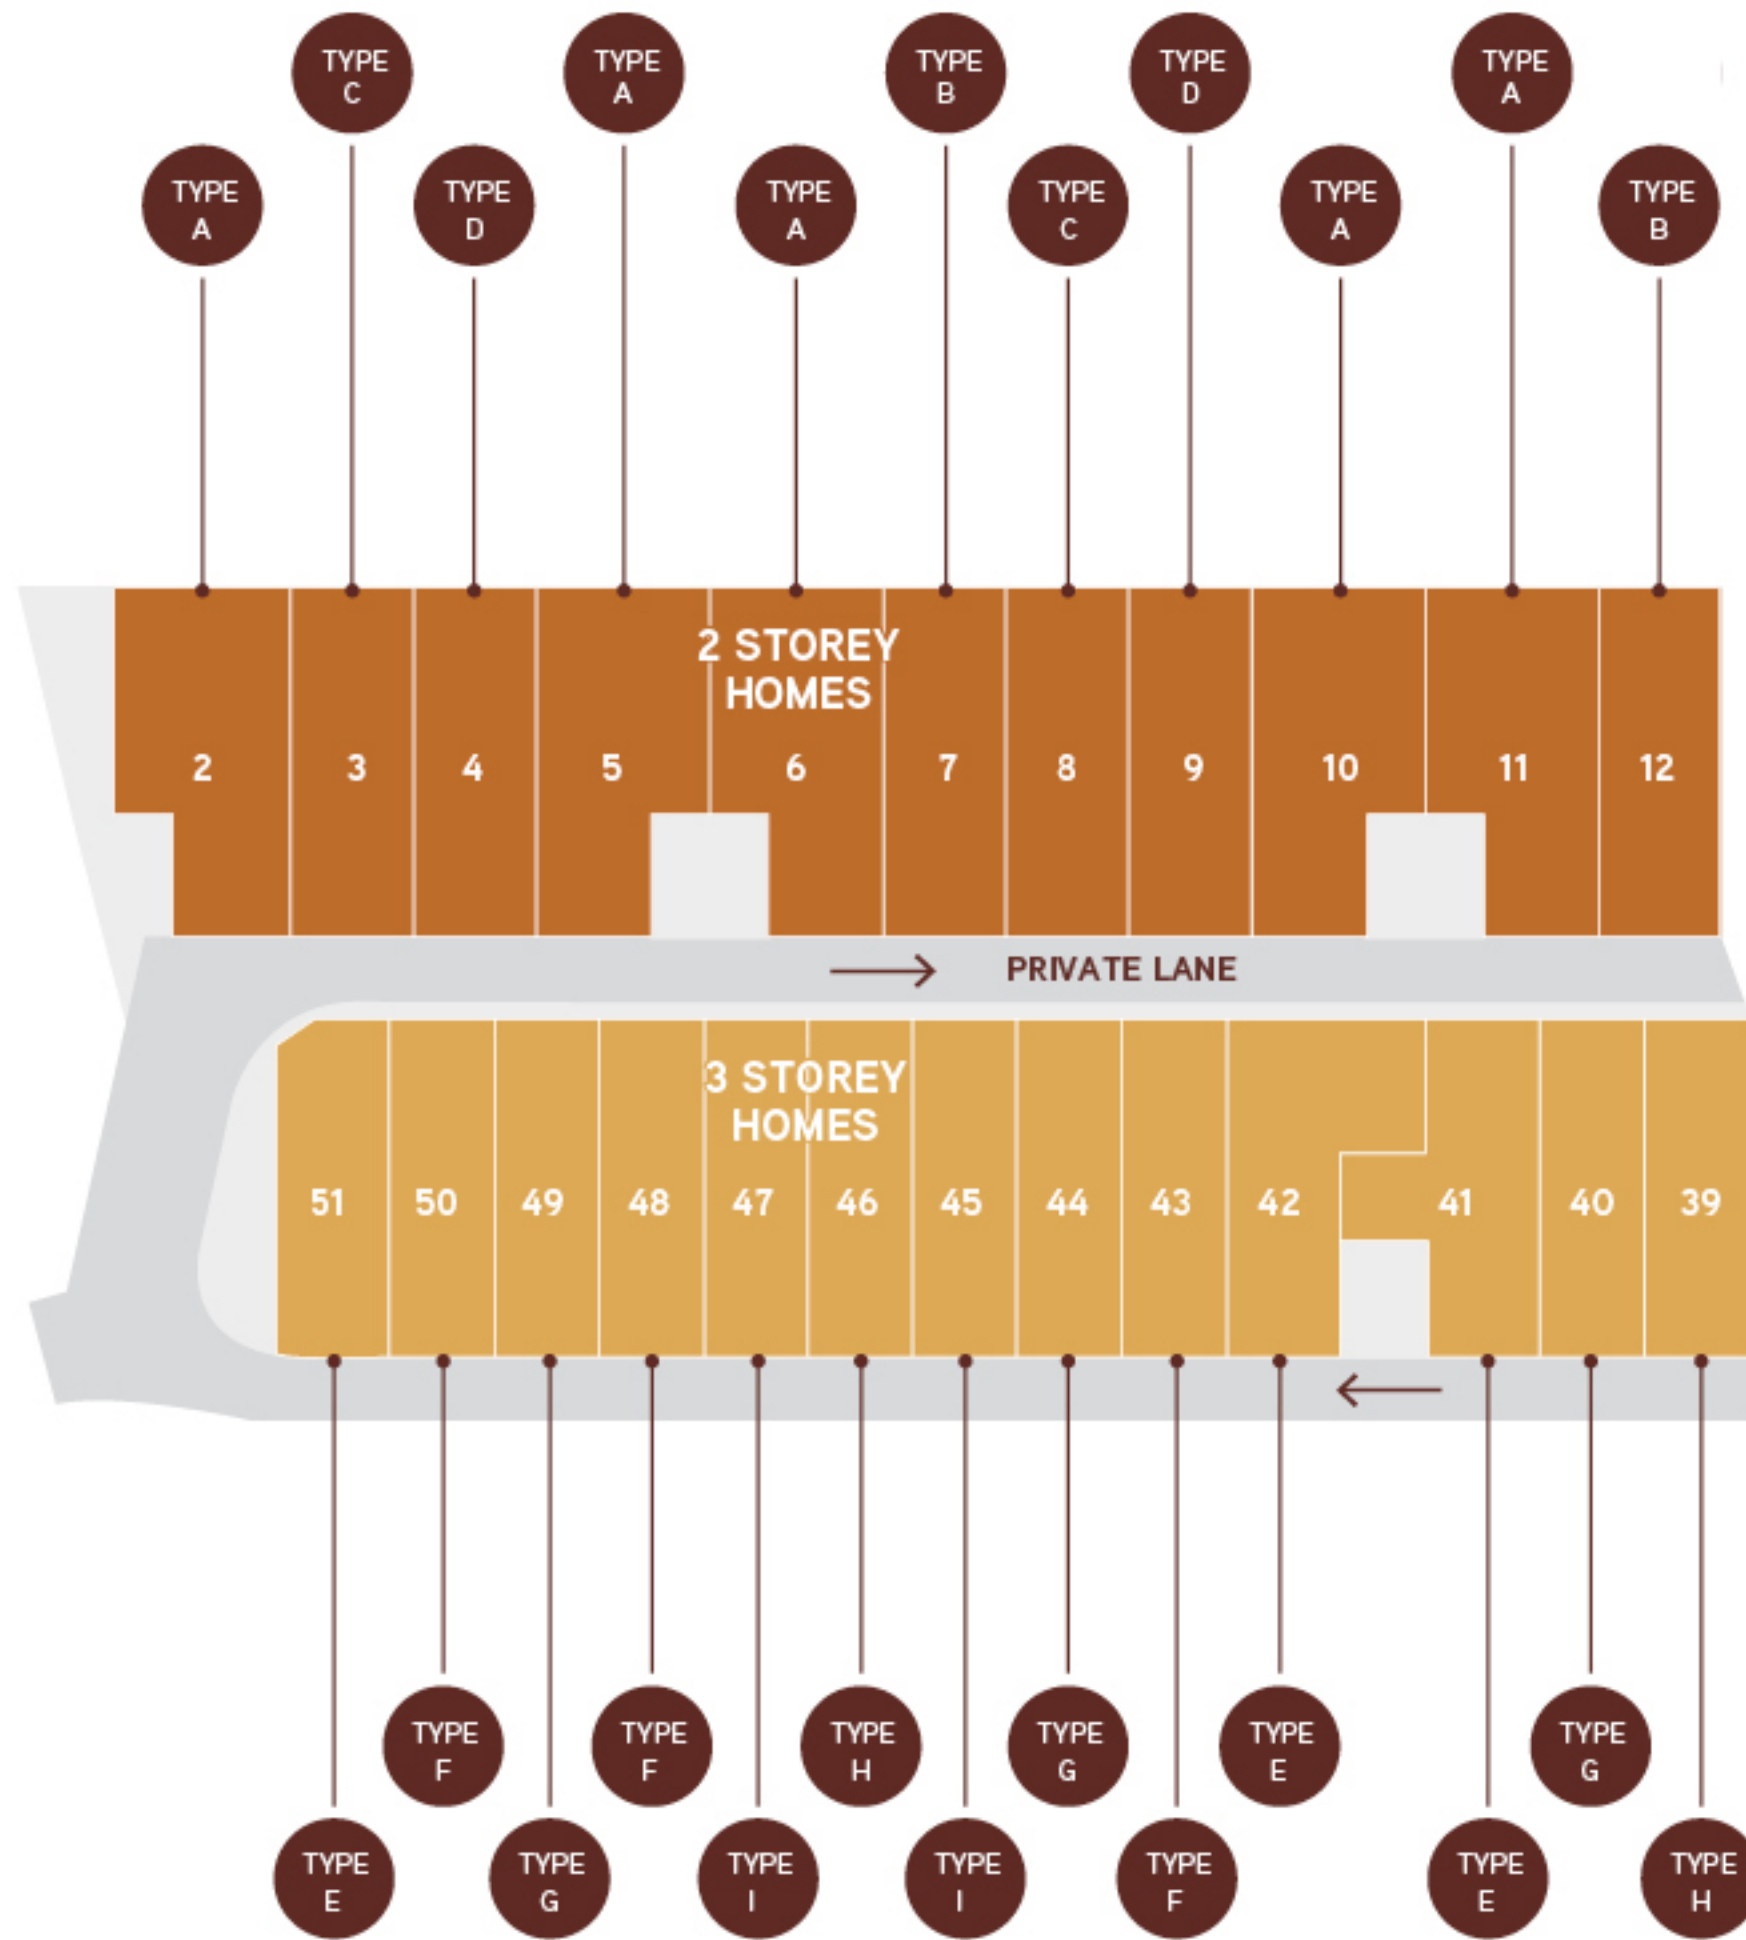 TYPE
C
TYPE
A
TYPE
B
TYPE
D
TYPE
A
TYPE
A
TYPE
D
TYPE
A
TYPE
C
TYPE
A
TYPE
B
2 STOREY
HOMES
2 3 4 5 6 7 8 9 10 11 12
PRIVATE LANE
3 STOREY
HOMES
51 50 49 48 47 46 45 44 43 42 41 40 39
TYPE
F
TYPE
F
TYPE
H
TYPE
G
TYPE
E
TYPE
G
TYPE
E
TYPE
G
TYPE
I
TYPE
I
TYPE
F
TYPE
E
TYPE
H